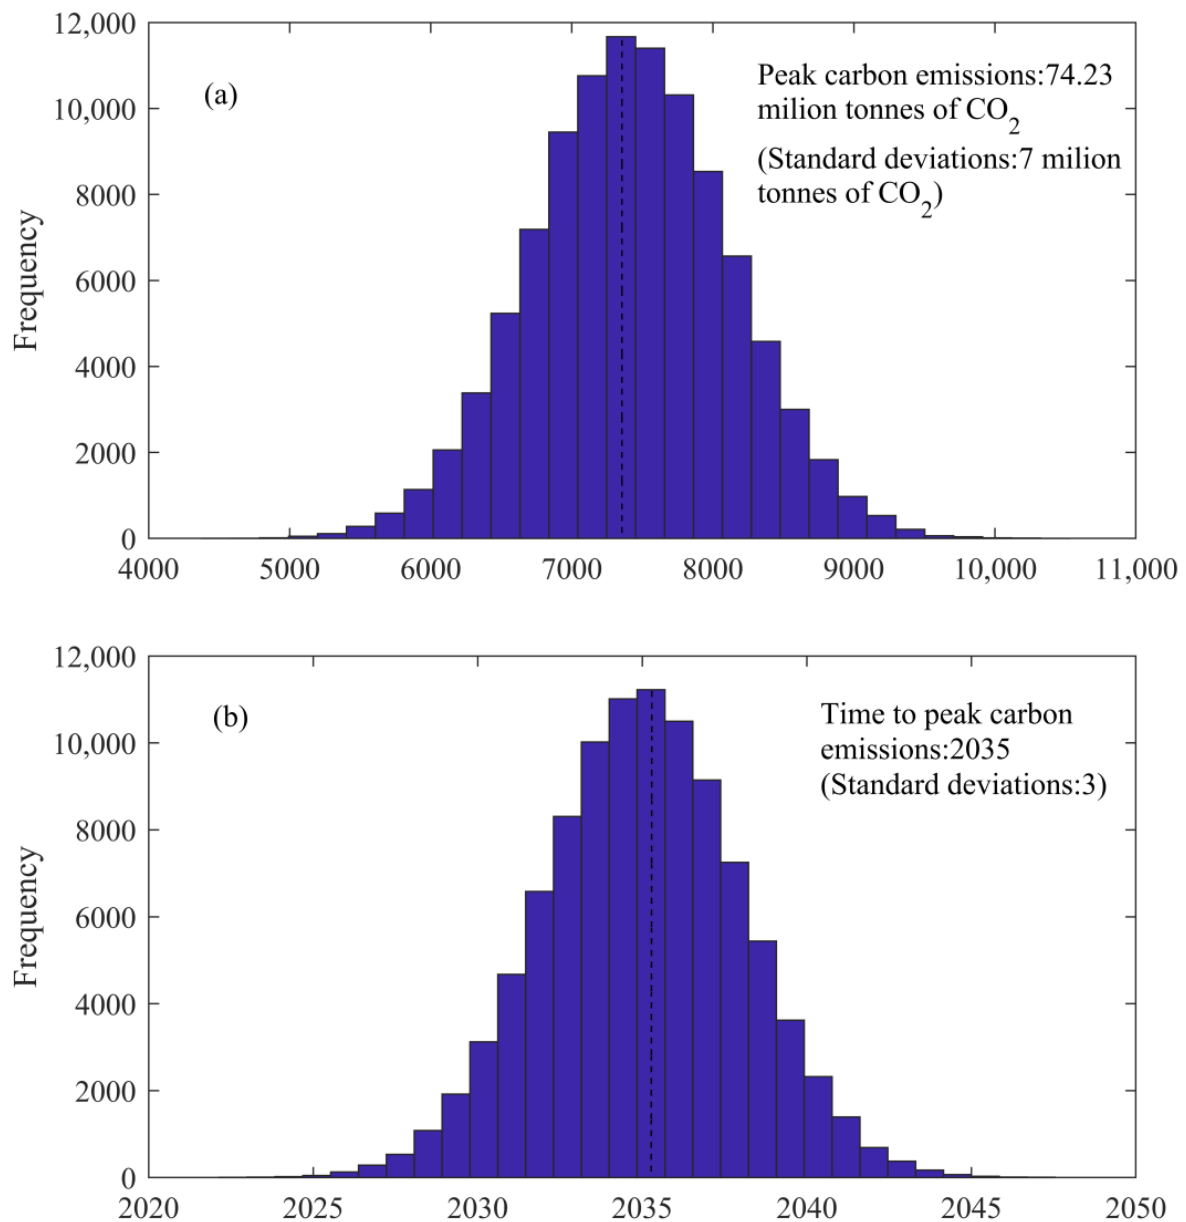 12,000
10,000
8000
6000
4000
2000
0
Frequency
(a)
Peak carbon emissions:74.23
milion tonnes of CO2
(Standard deviations:7 milion
tonnes of CO2)
4000 5000 6000 7000 8000 9000 10,000 11,000
12,000
10,000
8000
6000
4000
2000
0
Frequency
(b)
Time to peak carbon
emissions:2035
(Standard deviations:3)
2020 2025 2030 2035 2040 2045 2050